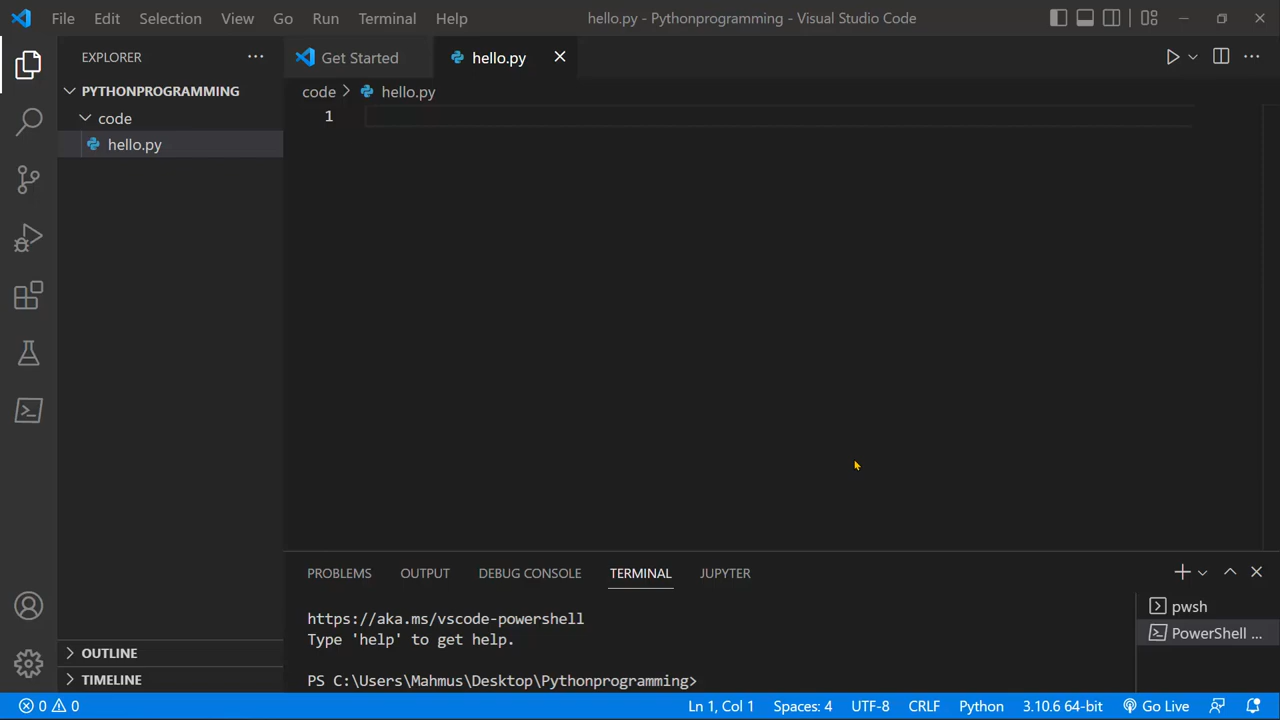 File Edit Selection View Go Run Terminal Help hello.py - Pythonprogramming - Visual Studio Code
EXPLORER
Get Started hello.py
PYTHONPROGRAMMING
code
hello.py
code > hello.py
1
PROBLEMS OUTPUT DEBUG CONSOLE TERMINAL JUPYTER
https://aka.ms/vscode-powershell
Type 'help' to get help.
PS C:\Users\Mahmus\Desktop\Pythonprogramming>
pwsh
PowerShell ...
OUTLINE
TIMELINE
0 0 Ln 1, Col 1 Spaces: 4 UTF-8 CRLF Python 3.10.6 64-bit Go Live